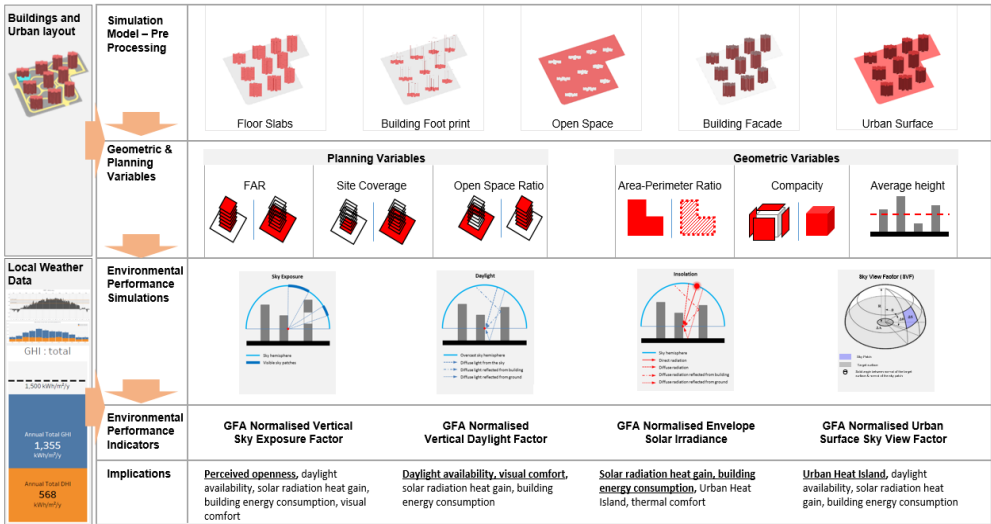 Buildings and
Urban layout
Simulation
Model – Pre
Processing
Floor Slabs
Building Foot print
Open Space
Building Facade
Urban Surface
Geometric &
Planning
Variables
Planning Variables
Geometric Variables
FAR
Site Coverage
Open Space Ratio
Area-Perimeter Ratio
Compacity
Average height
Local Weather
Data
GHI : total
1,500 kWh/m²/y
Annual Total GHI
1,355
kWh/m²/y
Annual Total DHI
568
kWh/m²/y
Environmental
Performance
Simulations
Sky Exposure
Sky hemisphere
Visible sky patches
Daylight
Overcast sky hemisphere
Diffuse light from the sky
Diffuse light reflected from building
Diffuse light reflected from ground
Insolation
Sky hemisphere
Direct radiation
Diffuse radiation
Diffuse radiation reflected from building
Diffuse radiation reflected from ground
Sky View Factor (SVF)
Sky Patch
Environmental
Performance
Indicators
GFA Normalised Vertical
Sky Exposure Factor
GFA Normalised
Vertical Daylight Factor
GFA Normalised Envelope
Solar Irradiance
GFA Normalised Urban
Surface Sky View Factor
Implications
Perceived openness, daylight
availability, solar radiation heat gain,
building energy consumption, visual
comfort
Daylight availability, visual comfort,
solar radiation heat gain, building
energy consumption
Solar radiation heat gain, building
energy consumption, Urban Heat
Island, thermal comfort
Urban Heat Island, daylight
availability, solar radiation heat
gain, building energy consumption